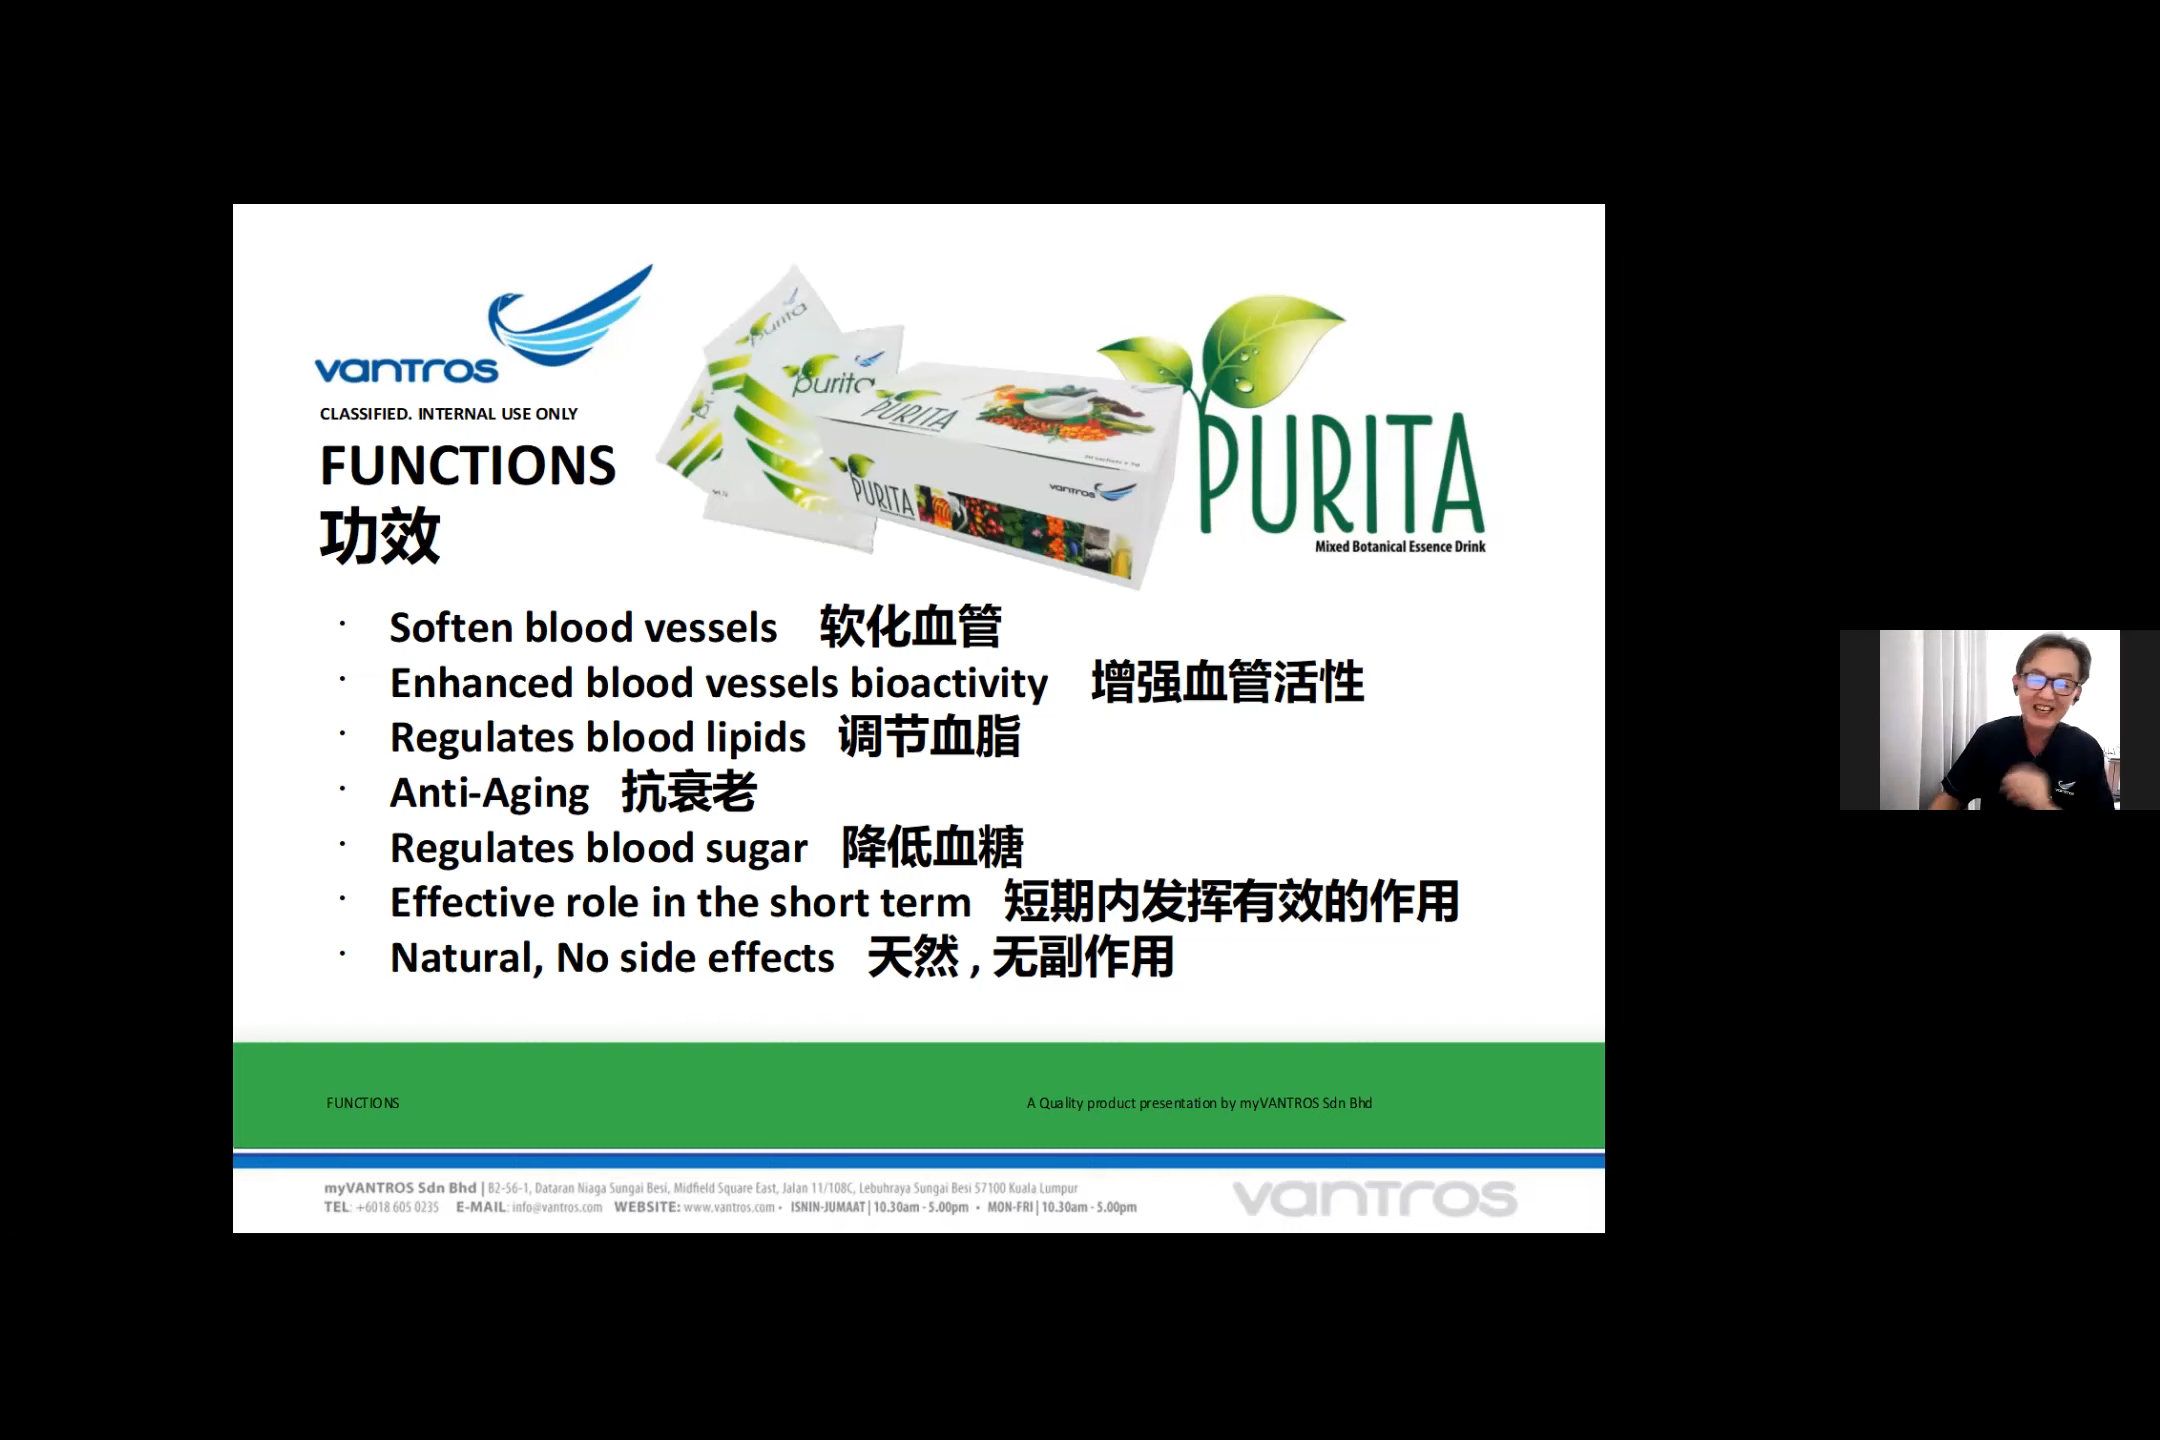 vantros
CLASSIFIED. INTERNAL USE ONLY
FUNCTIONS
功效
purita
purita
PURITA
PURITA
vantros
PURITA
Mixed Botanical Essence Drink
· Soften blood vessels 软化血管
· Enhanced blood vessels bioactivity 增强血管活性
· Regulates blood lipids 调节血脂
· Anti-Aging 抗衰老
· Regulates blood sugar 降低血糖
· Effective role in the short term 短期内发挥有效的作用
· Natural, No side effects 天然 , 无副作用
FUNCTIONS
A Quality product presentation by myVANTROS Sdn Bhd
myVANTROS Sdn Bhd | B2-56-1, Dataran Niaga Sungai Besi, Midfield Square East, Jalan 11/108C, Lebuhraya Sungai Besi 57100 Kuala Lumpur
TEL: +6018 605 0235 E-MAIL: info@vantros.com WEBSITE: www.vantros.com • ISNIN-JUMAAT | 10.30am - 5.00pm • MON-FRI | 10.30am - 5.00pm
vantros